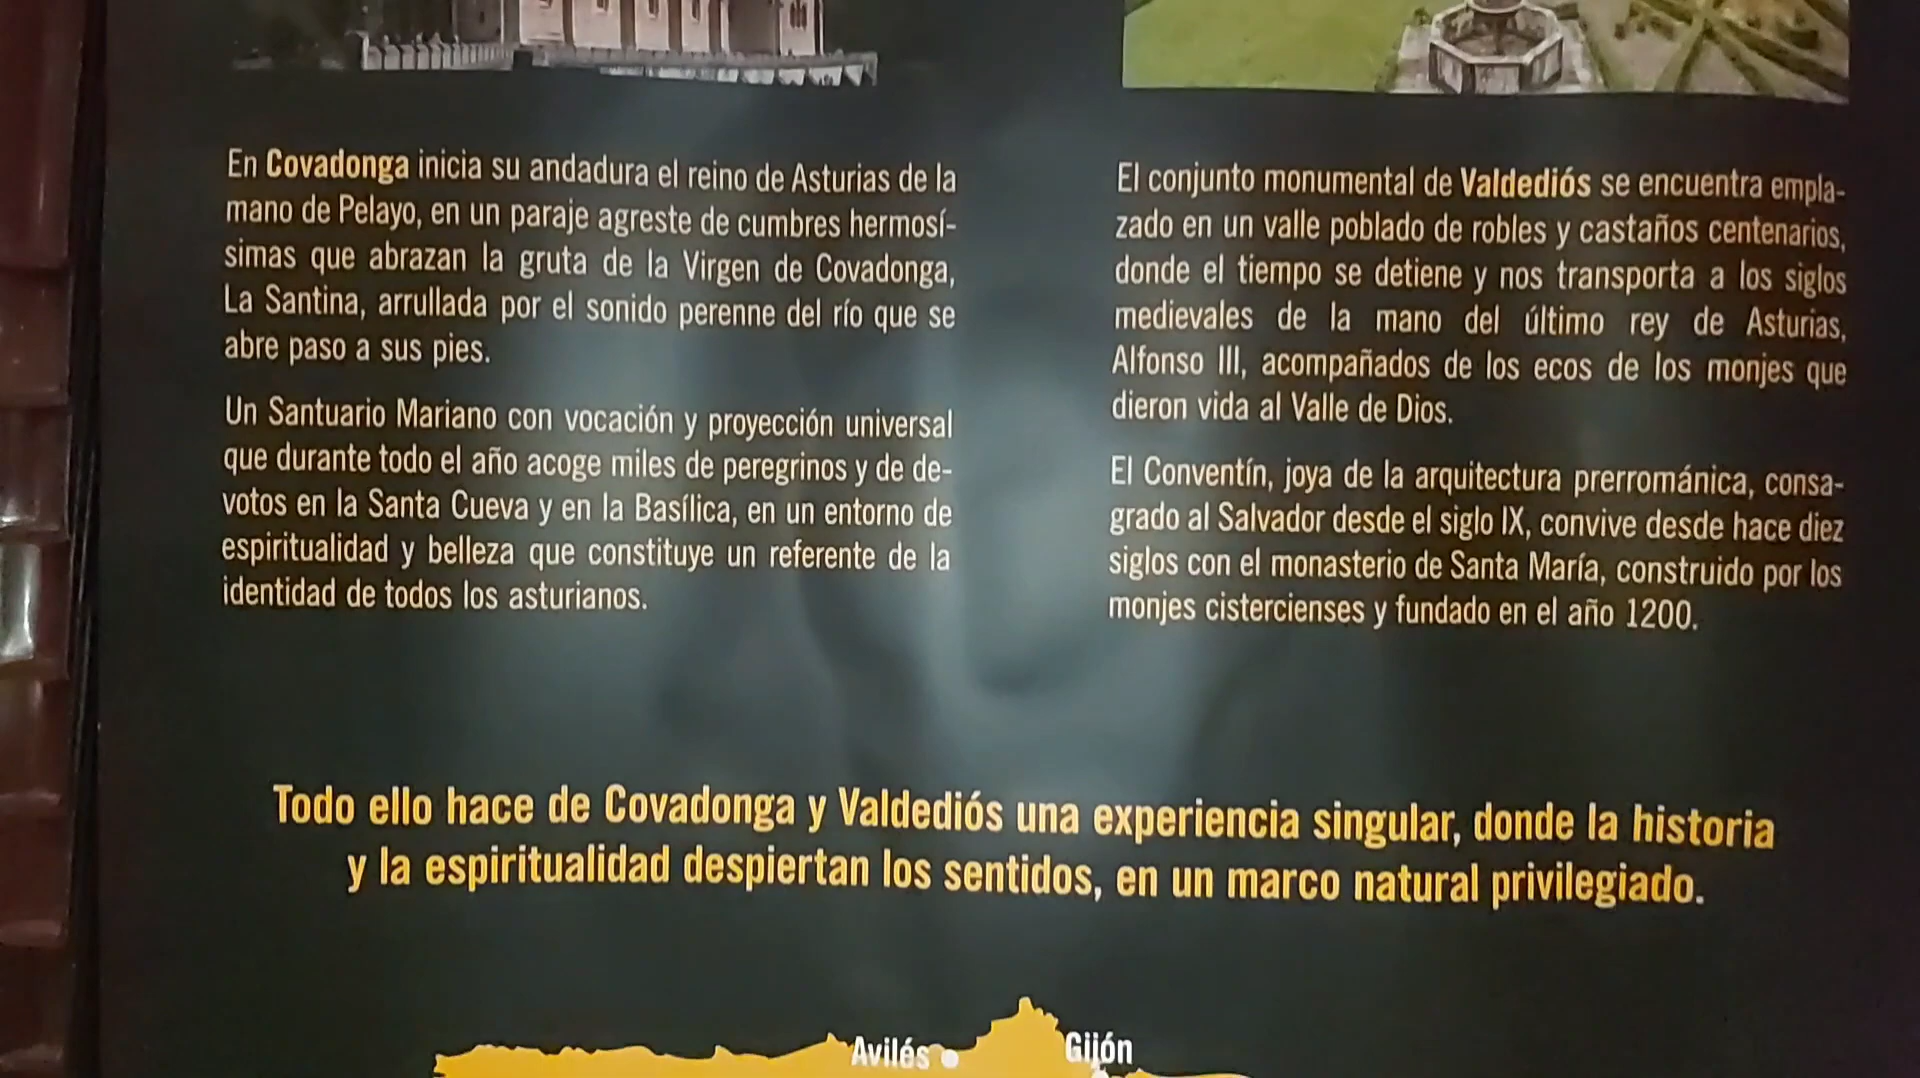 En Covadonga inicia su andadura el reino de Asturias de la
mano de Pelayo, en un paraje agreste de cumbres hermosí-
simas que abrazan la gruta de la Virgen de Covadonga,
La Santina, arrullada por el sonido perenne del río que se
abre paso a sus pies.
Un Santuario Mariano con vocación y proyección universal
que durante todo el año acoge miles de peregrinos y de de-
votos en la Santa Cueva y en la Basílica, en un entorno de
espiritualidad y belleza que constituye un referente de la
identidad de todos los asturianos.
El conjunto monumental de Valdediós se encuentra empla-
zado en un valle poblado de robles y castaños centenarios,
donde el tiempo se detiene y nos transporta a los siglos
medievales de la mano del último rey de Asturias,
Alfonso III, acompañados de los ecos de los monjes que
dieron vida al Valle de Dios.
El Conventín, joya de la arquitectura prerrománica, consa-
grado al Salvador desde el siglo IX, convive desde hace diez
siglos con el monasterio de Santa María, construido por los
monjes cistercienses y fundado en el año 1200.
Todo ello hace de Covadonga y Valdediós una experiencia singular, donde la historia
y la espiritualidad despiertan los sentidos, en un marco natural privilegiado.
Avilés
Gijón